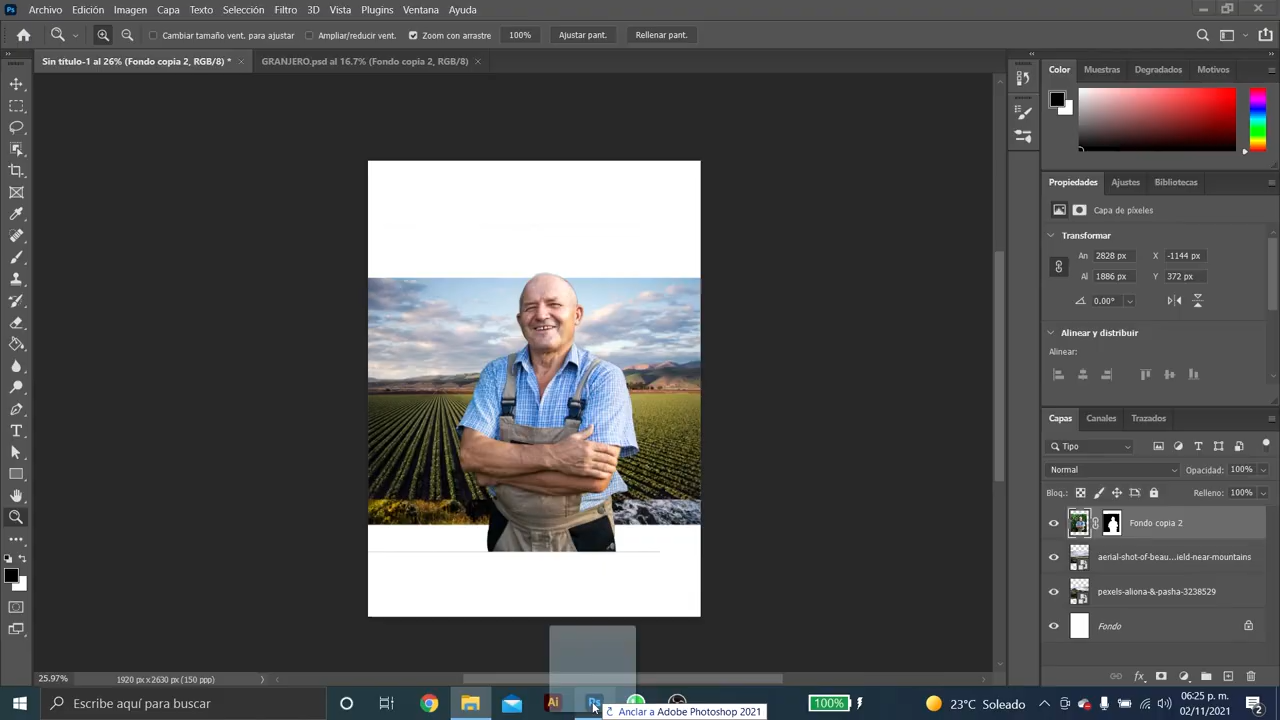 Ps Archivo Edición Imagen Capa Texto Selección Filtro 3D Vista Plugins Ventana Ayuda
Cambiar tamaño vent. para ajustar Ampliar/reducir vent. Zoom con arrastre 100% Ajustar pant. Rellenar pant.
Sin título-1 al 26% (Fondo copia 2, RGB/8) * GRANJERO.psd al 16.7% (Fondo copia 2, RGB/8)
Color Muestras Degradados Motivos
Propiedades Ajustes Bibliotecas
Capa de píxeles
Transformar
An 2828 px X -1144 px
Al 1886 px Y 372 px
0.00°
Alinear y distribuir
Alinear:
Capas Canales Trazados
Tipo
Normal Opacidad: 100%
Bloq.: Relleno: 100%
Fondo copia 2
aerial-shot-of-beau...ield-near-mountains
pexels-aliona-&-pasha-3238529
Fondo
25.97% 1920 px x 2630 px (150 ppp)
Escribe aquí para buscar Ai Ps 100% 23°C Soleado 06:25 p. m.
02/11/2021 2
Anclar a Adobe Photoshop 2021